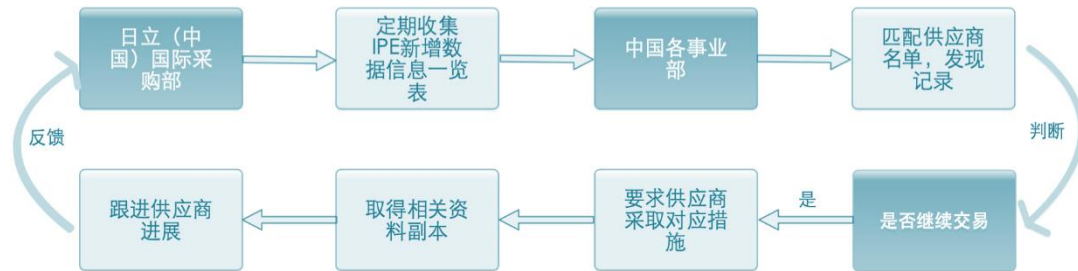 日立（中
国）国际采
购部
定期收集
IPE新增数
据信息一览
表
中国各事业
部
匹配供应商
名单，发现
记录
判断
是否继续交易
是
要求供应商
采取对应措
施
取得相关资
料副本
跟进供应商
进展
反馈